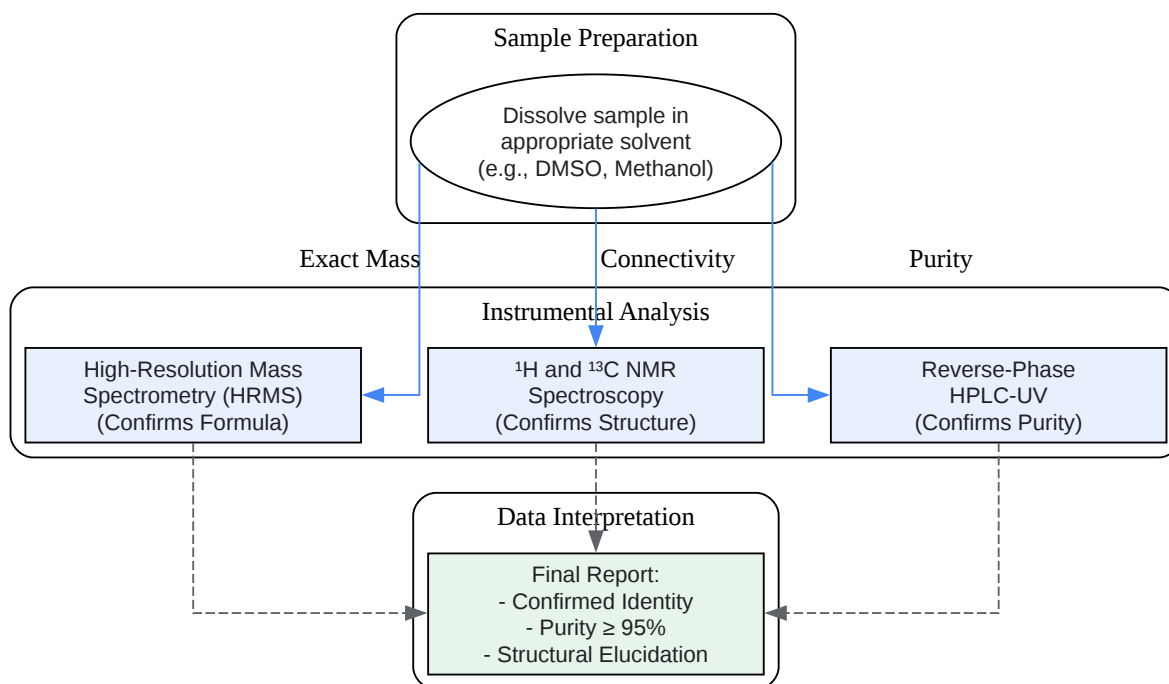 Sample Preparation
Dissolve sample in
appropriate solvent
(e.g., DMSO, Methanol)
Exact Mass
Connectivity
Purity
Instrumental Analysis
High-Resolution Mass
Spectrometry (HRMS)
(Confirms Formula)
¹H and ¹³C NMR
Spectroscopy
(Confirms Structure)
Reverse-Phase
HPLC-UV
(Confirms Purity)
Data Interpretation
Final Report:
- Confirmed Identity
- Purity ≥ 95%
- Structural Elucidation